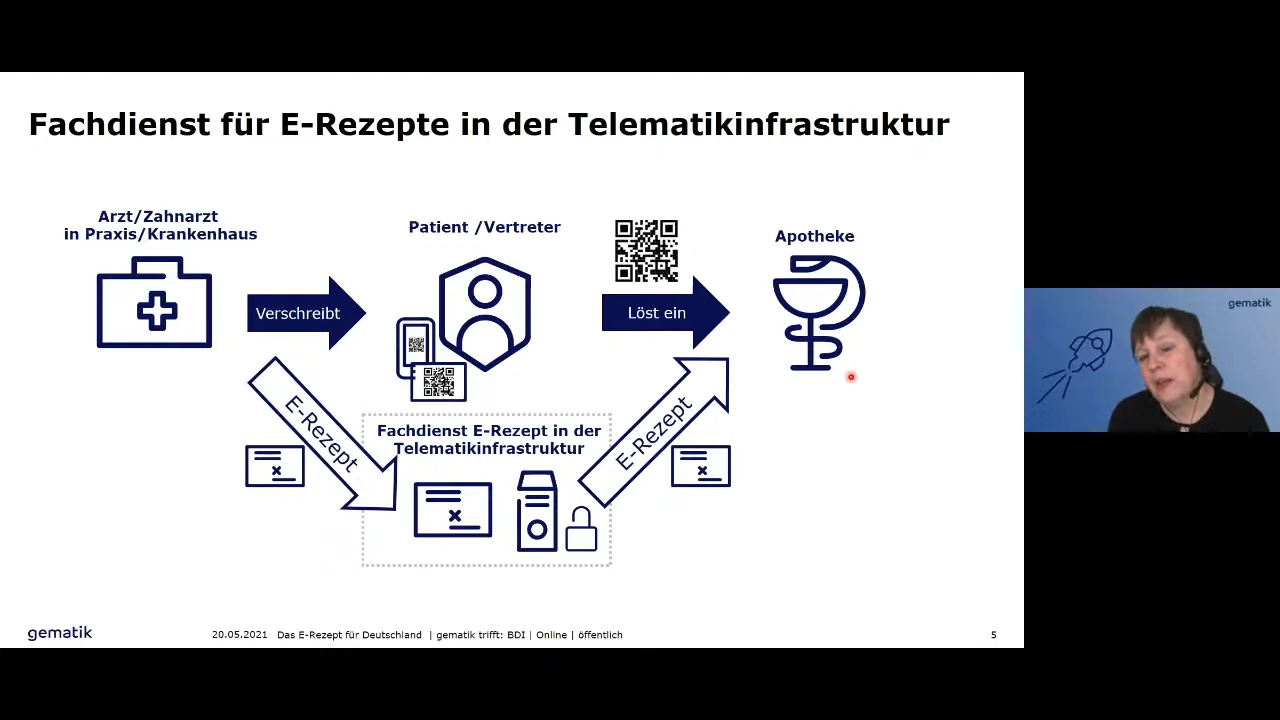 Fachdienst für E-Rezepte in der Telematikinfrastruktur
Arzt/Zahnarzt
in Praxis/Krankenhaus
Patient /Vertreter
Apotheke
Verschreibt
Löst ein
E-Rezept
Fachdienst E-Rezept in der
Telematikinfrastruktur
E-Rezept
gematik
gematik
20.05.2021 Das E-Rezept für Deutschland | gematik trifft: BDI | Online | öffentlich
5